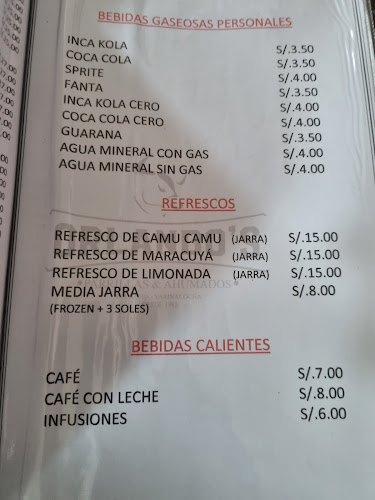 BEBIDAS GASEOSAS PERSONALES
INCA KOLA S/.3.50
COCA COLA S/.3.50
SPRITE S/.4.00
FANTA S/.3.50
INCA KOLA CERO S/.4.00
COCA COLA CERO S/.4.00
GUARANA S/.3.50
AGUA MINERAL CON GAS S/.4.00
AGUA MINERAL SIN GAS S/.4.00
REFRESCOS
REFRESCO DE CAMU CAMU (JARRA) S/.15.00
REFRESCO DE MARACUYÁ (JARRA) S/.15.00
REFRESCO DE LIMONADA (JARRA) S/.15.00
PARRILLAS & AHUMADOS
MEDIA JARRA S/.8.00
(FROZEN + 3 SOLES)
BEBIDAS CALIENTES
CAFÉ S/.7.00
CAFÉ CON LECHE S/.8.00
INFUSIONES S/.6.00